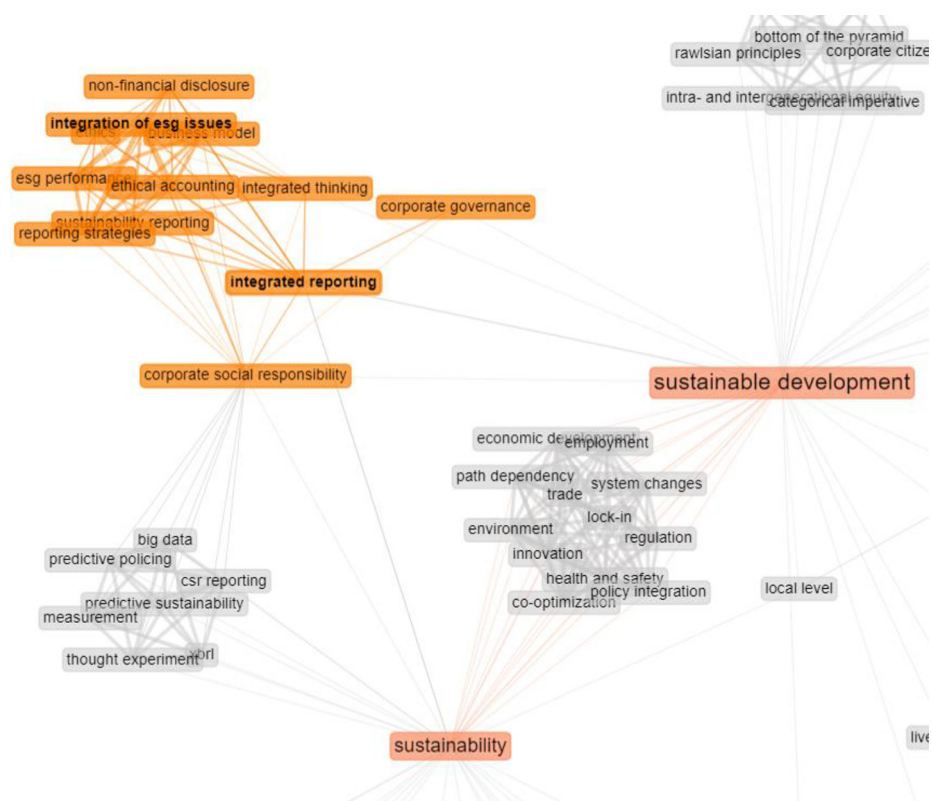 bottom of the pyramid
rawlsian principles
corporate citize
intra- and intergenerational equity
categorical imperative
non-financial disclosure
integration of esg issues
ethics
business model
esg performance
ethical accounting
integrated thinking
corporate governance
sustainability reporting
reporting strategies
integrated reporting
corporate social responsibility
sustainable development
economic development
employment
path dependency
system changes
trade
lock-in
environment
regulation
innovation
health and safety
policy integration
co-optimization
local level
big data
predictive policing
csr reporting
predictive sustainability
measurement
xbrl
thought experiment
live
sustainability